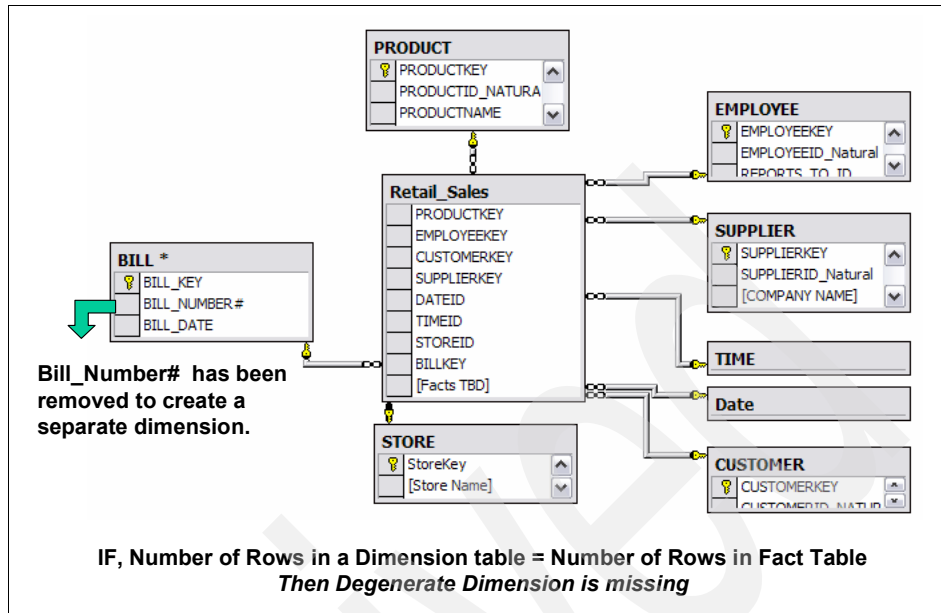 PRODUCT
PRODUCTKEY
PRODUCTID_NATURA
PRODUCTNAME
EMPLOYEE
EMPLOYEEKEY
EMPLOYEEID_Natural
REPORTS_TO_ID
Retail_Sales
PRODUCTKEY
EMPLOYEEKEY
CUSTOMERKEY
SUPPLIERKEY
DATEID
TIMEID
STOREID
BILLKEY
[Facts TBD]
SUPPLIER
SUPPLIERKEY
SUPPLIERID_Natural
[COMPANY NAME]
BILL *
BILL_KEY
BILL_NUMBER#
BILL_DATE
TIME
Bill_Number# has been
removed to create a
separate dimension.
Date
STORE
StoreKey
[Store Name]
CUSTOMER
CUSTOMERKEY
CUSTOMERID_NATUR
IF, Number of Rows in a Dimension table = Number of Rows in Fact Table
Then Degenerate Dimension is missing